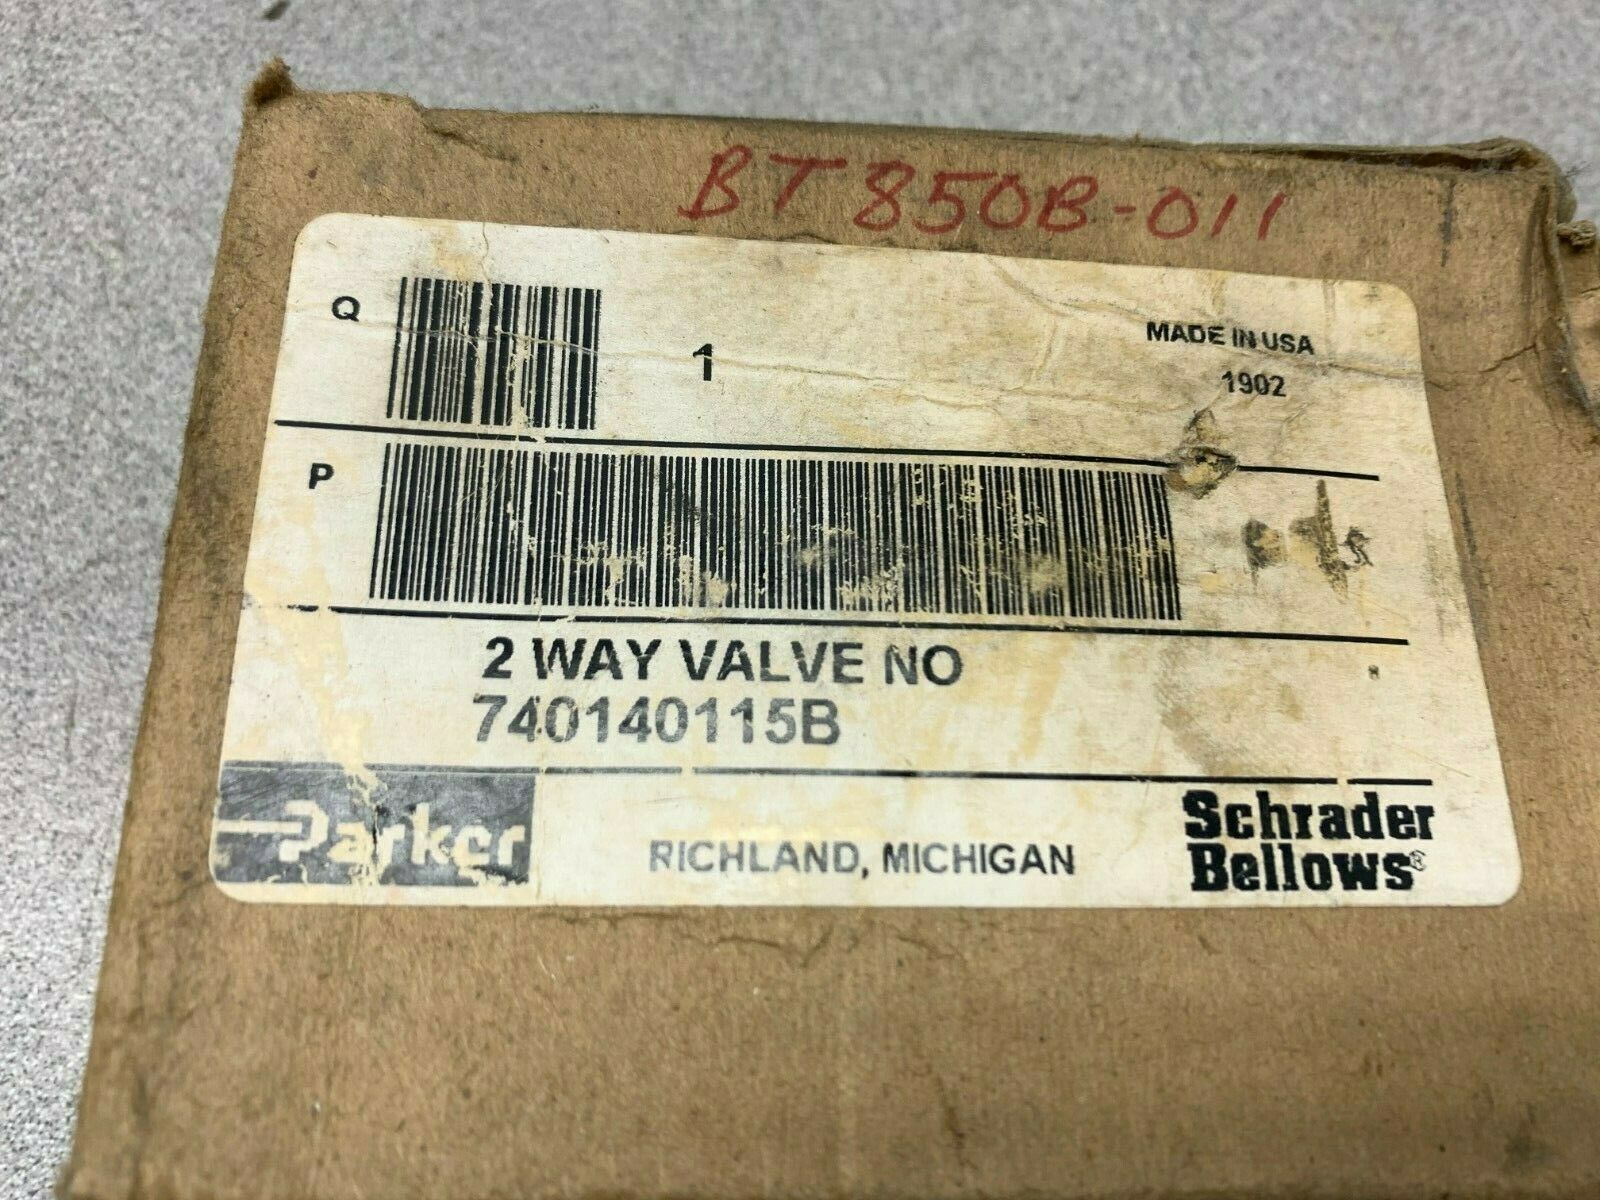 BT850B-011
Q 1 MADE IN USA
1902
P
2 WAY VALVE NO
740140115B
Parker RICHLAND, MICHIGAN Schrader
Bellows®